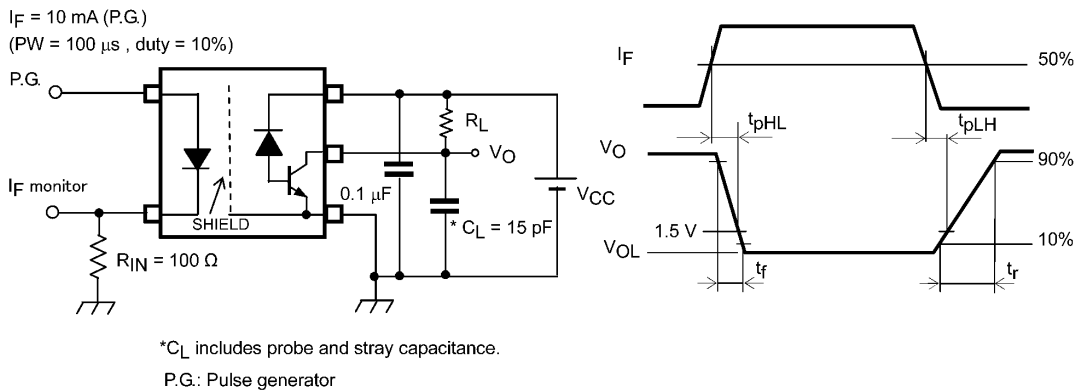 IF = 10 mA (P.G.)
(PW = 100 μs , duty = 10%)
P.G.
IF monitor
RIN = 100 Ω
SHIELD
0.1 μF
RL
VO
* CL = 15 pF
VCC
*CL includes probe and stray capacitance.
P.G.: Pulse generator
IF
50%
tpHL
tpLH
VO
90%
1.5 V
VOL
10%
tf
tr